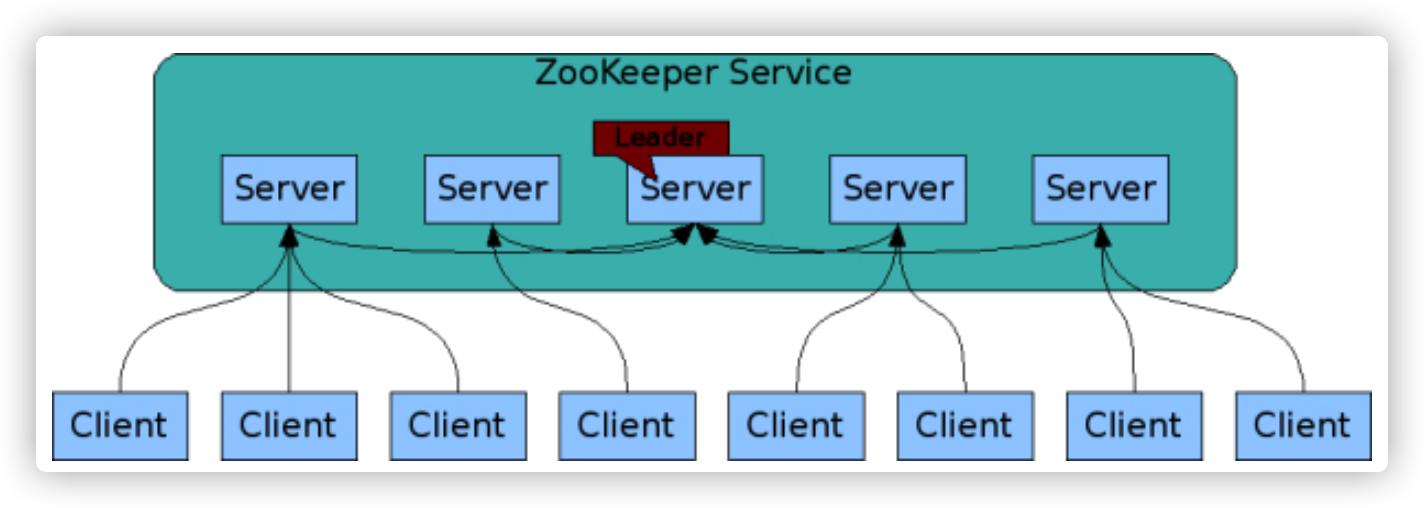 ZooKeeper Service
Leader
Server Server Server Server Server
Client Client Client Client Client Client Client Client